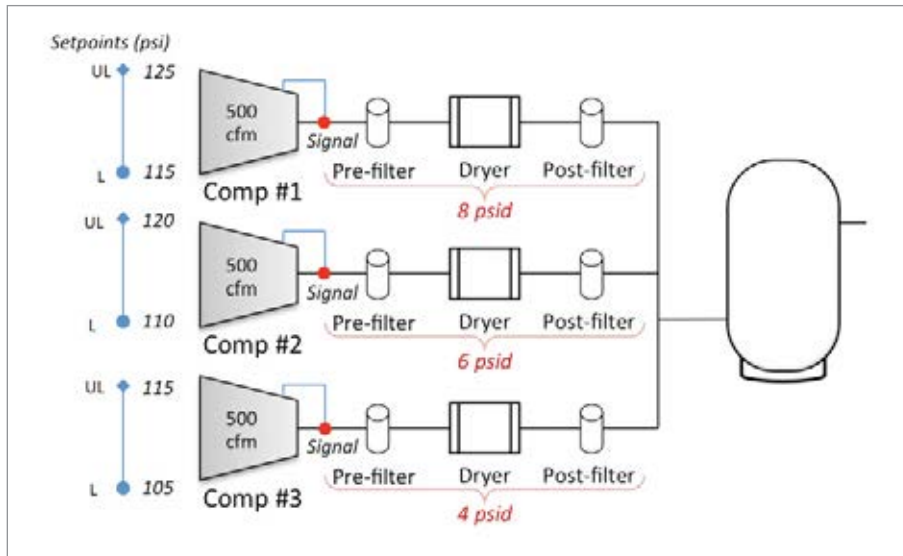 Setpoints (psi)
UL 125
500
cfm
Signal
L 115
Pre-filter Dryer Post-filter
Comp #1
8 psid
UL 120
500
cfm
Signal
L 110
Pre-filter Dryer Post-filter
Comp #2
6 psid
UL 115
500
cfm
Signal
Pre-filter Dryer Post-filter
L 105
Comp #3
4 psid